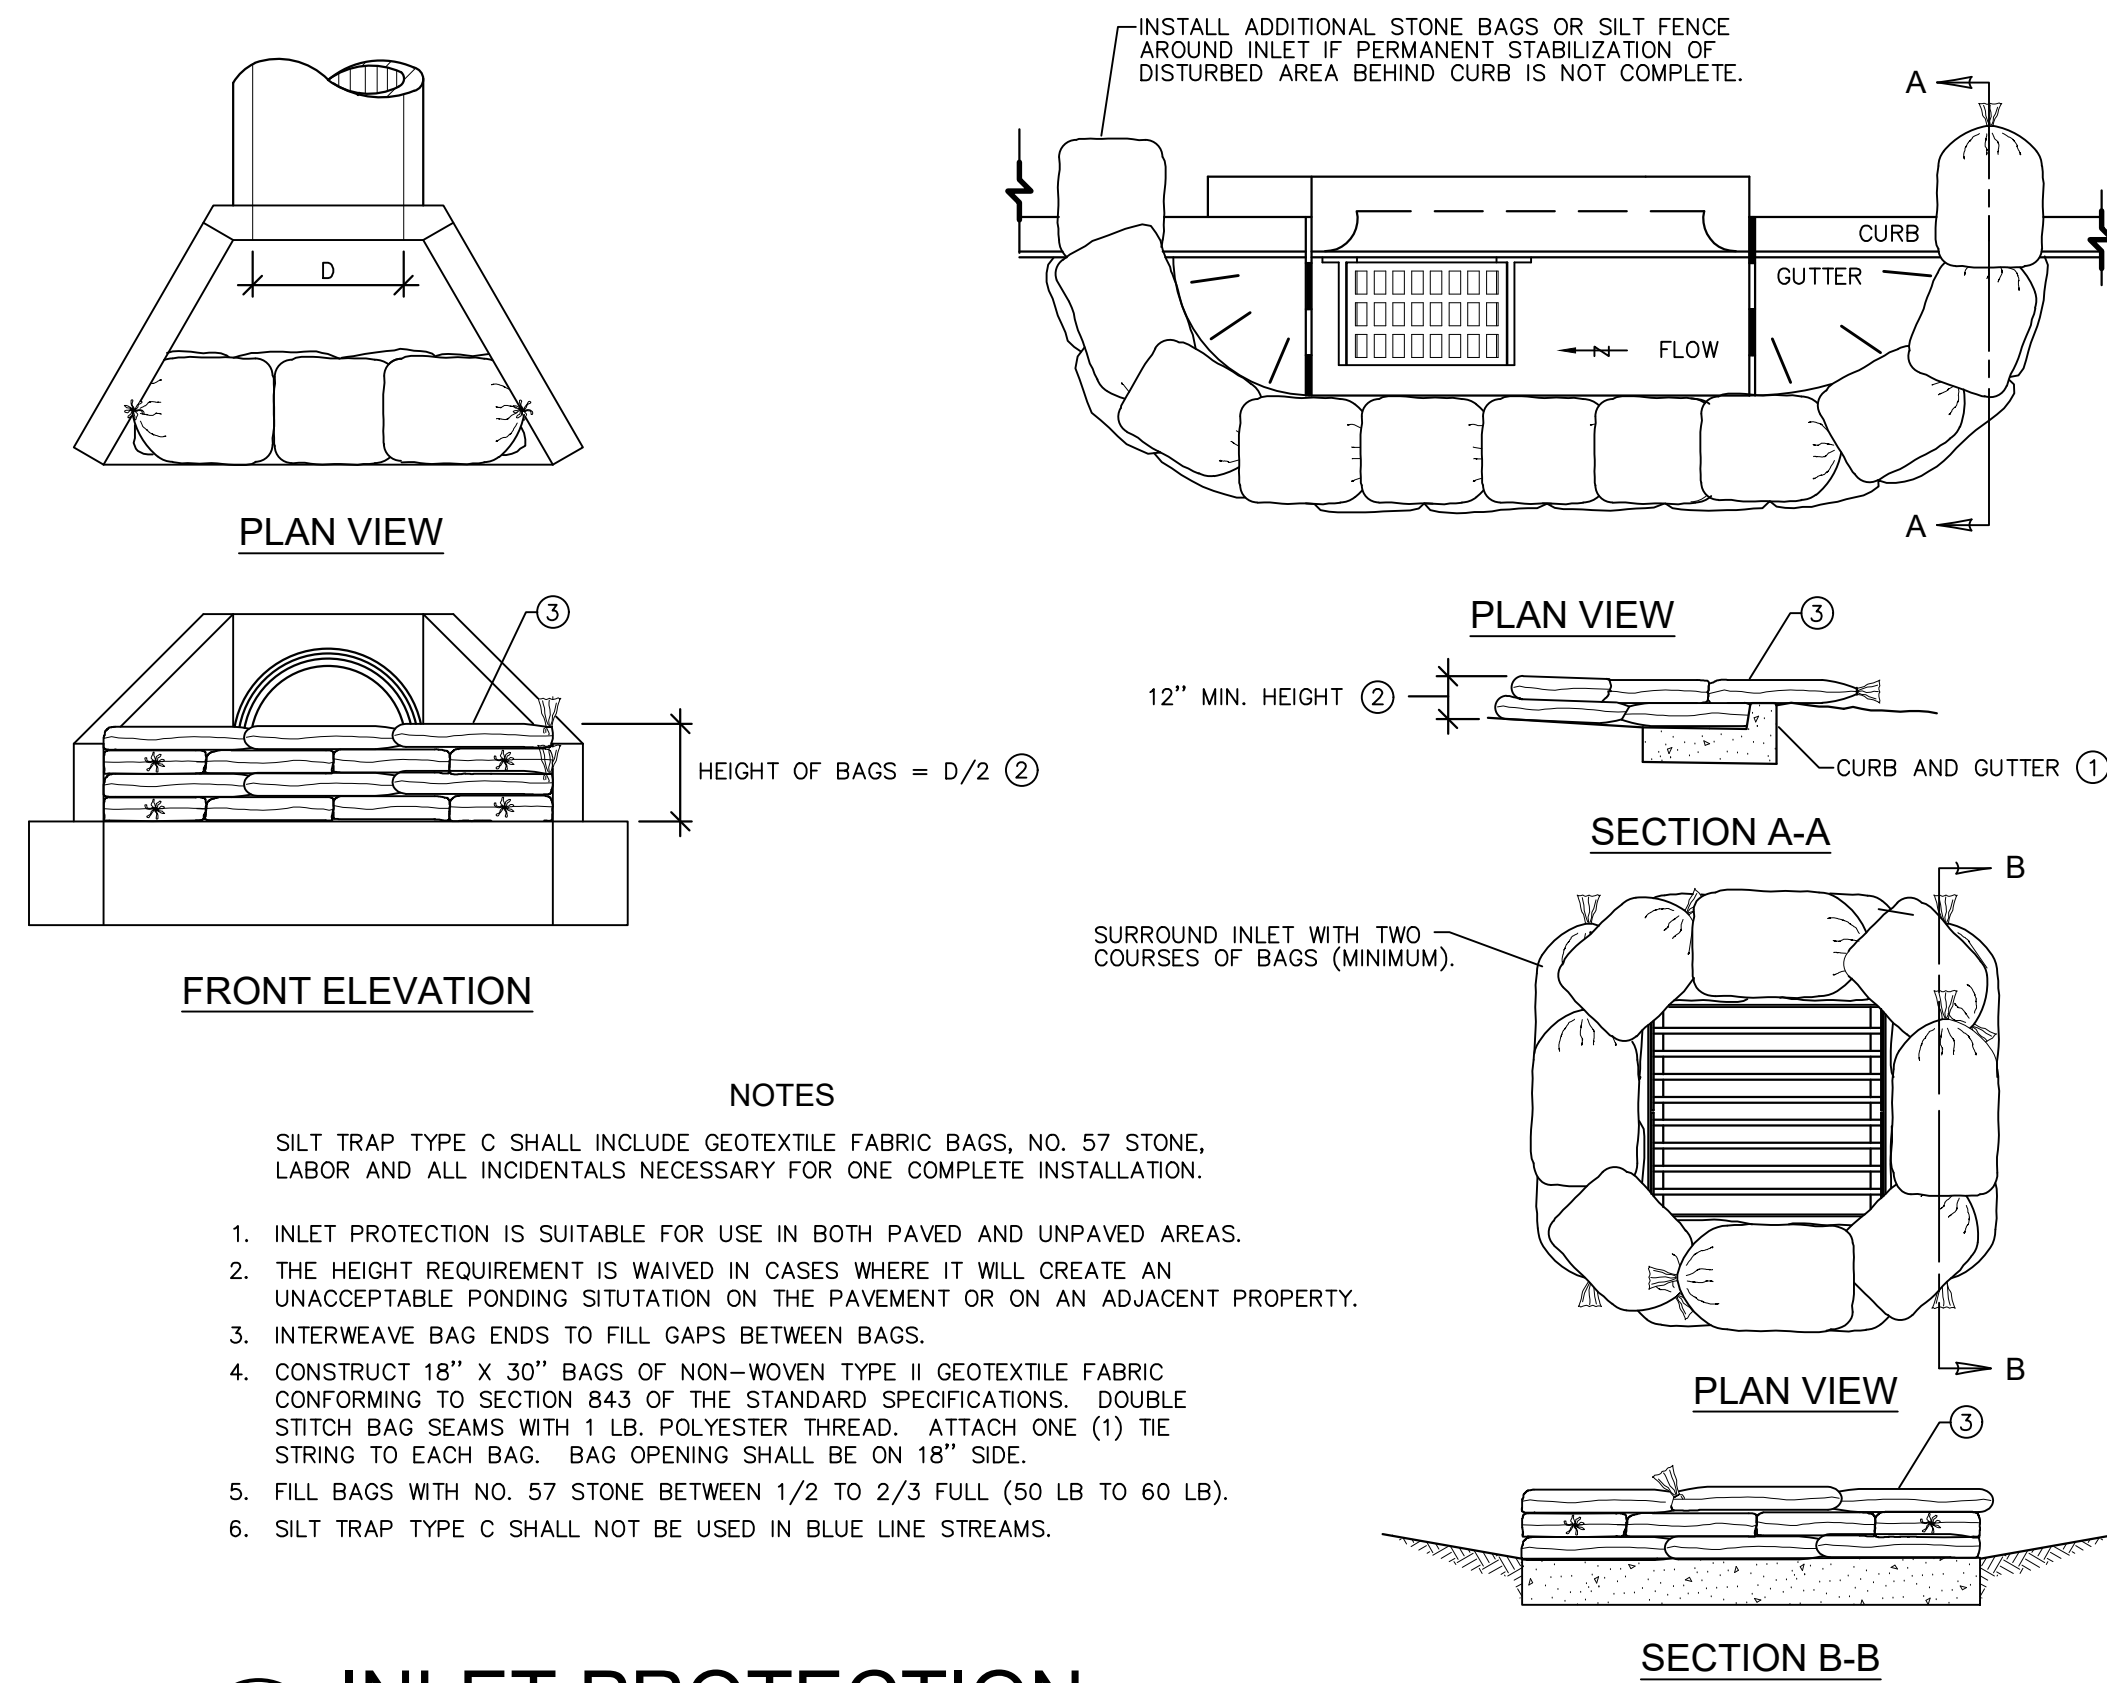 INSTALL ADDITIONAL STONE BAGS OR SILT FENCE
AROUND INLET IF PERMANENT STABILIZATION OF
DISTURBED AREA BEHIND CURB IS NOT COMPLETE.
A
CURB
GUTTER
FLOW
A
D
PLAN VIEW
PLAN VIEW
3
3
12" MIN. HEIGHT 2
CURB AND GUTTER 1
HEIGHT OF BAGS = D/2 2
SECTION A-A
B
SURROUND INLET WITH TWO
COURSES OF BAGS (MINIMUM).
FRONT ELEVATION
B
PLAN VIEW
3
SECTION B-B
NOTES
SILT TRAP TYPE C SHALL INCLUDE GEOTEXTILE FABRIC BAGS, NO. 57 STONE,
LABOR AND ALL INCIDENTALS NECESSARY FOR ONE COMPLETE INSTALLATION.
1. INLET PROTECTION IS SUITABLE FOR USE IN BOTH PAVED AND UNPAVED AREAS.
2. THE HEIGHT REQUIREMENT IS WAIVED IN CASES WHERE IT WILL CREATE AN
UNACCEPTABLE PONDING SITUTATION ON THE PAVEMENT OR ON AN ADJACENT PROPERTY.
3. INTERWEAVE BAG ENDS TO FILL GAPS BETWEEN BAGS.
4. CONSTRUCT 18" X 30" BAGS OF NON-WOVEN TYPE II GEOTEXTILE FABRIC
CONFORMING TO SECTION 843 OF THE STANDARD SPECIFICATIONS. DOUBLE
STITCH BAG SEAMS WITH 1 LB. POLYESTER THREAD. ATTACH ONE (1) TIE
STRING TO EACH BAG. BAG OPENING SHALL BE ON 18" SIDE.
5. FILL BAGS WITH NO. 57 STONE BETWEEN 1/2 TO 2/3 FULL (50 LB TO 60 LB).
6. SILT TRAP TYPE C SHALL NOT BE USED IN BLUE LINE STREAMS.
INLET PROTECTION